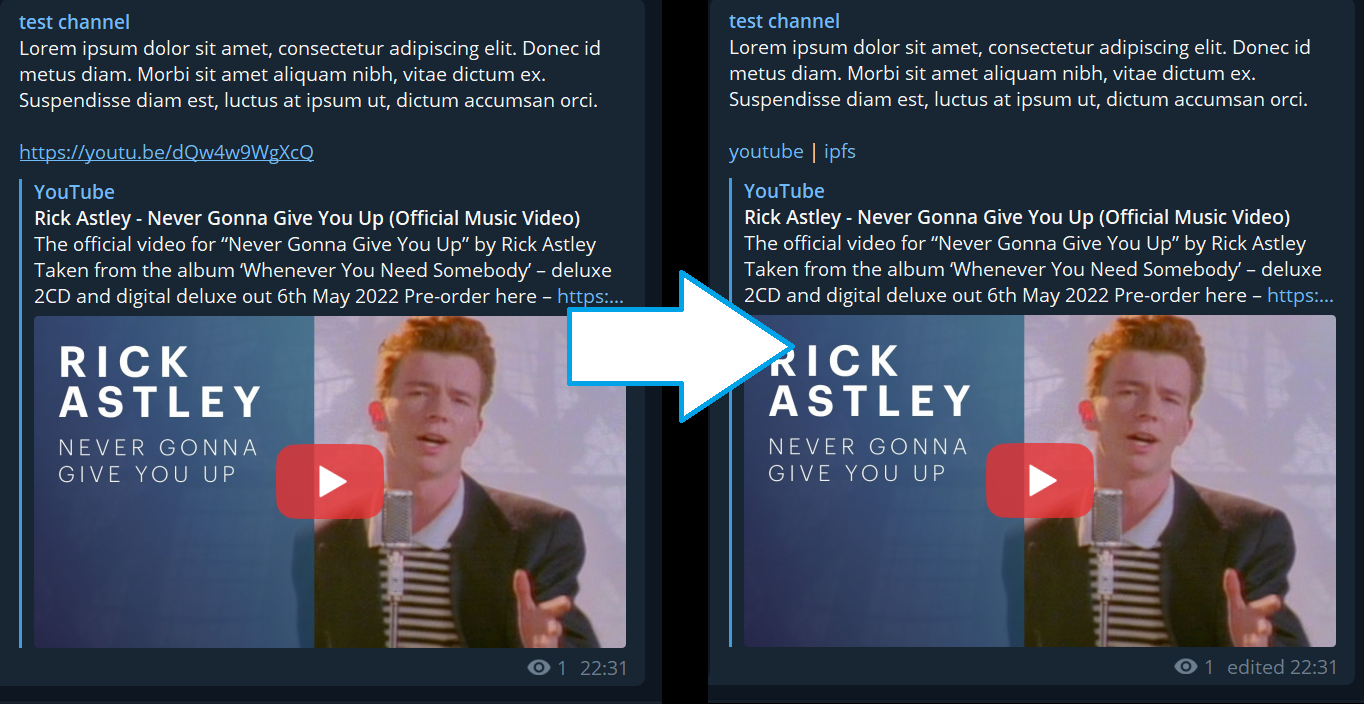 test channel
Lorem ipsum dolor sit amet, consectetur adipiscing elit. Donec id
metus diam. Morbi sit amet aliquam nibh, vitae dictum ex.
Suspendisse diam est, luctus at ipsum ut, dictum accumsan orci.
https://youtu.be/dQw4w9WgXcQ
YouTube
Rick Astley - Never Gonna Give You Up (Official Music Video)
The official video for “Never Gonna Give You Up” by Rick Astley
Taken from the album ‘Whenever You Need Somebody’ – deluxe
2CD and digital deluxe out 6th May 2022 Pre-order here – https:...
RICK
ASTLEY
NEVER GONNA
GIVE YOU UP
1 22:31
test channel
Lorem ipsum dolor sit amet, consectetur adipiscing elit. Donec id
metus diam. Morbi sit amet aliquam nibh, vitae dictum ex.
Suspendisse diam est, luctus at ipsum ut, dictum accumsan orci.
youtube | ipfs
YouTube
Rick Astley - Never Gonna Give You Up (Official Music Video)
The official video for “Never Gonna Give You Up” by Rick Astley
Taken from the album ‘Whenever You Need Somebody’ – deluxe
2CD and digital deluxe out 6th May 2022 Pre-order here – https:...
RICK
ASTLEY
NEVER GONNA
GIVE YOU UP
1 edited 22:31